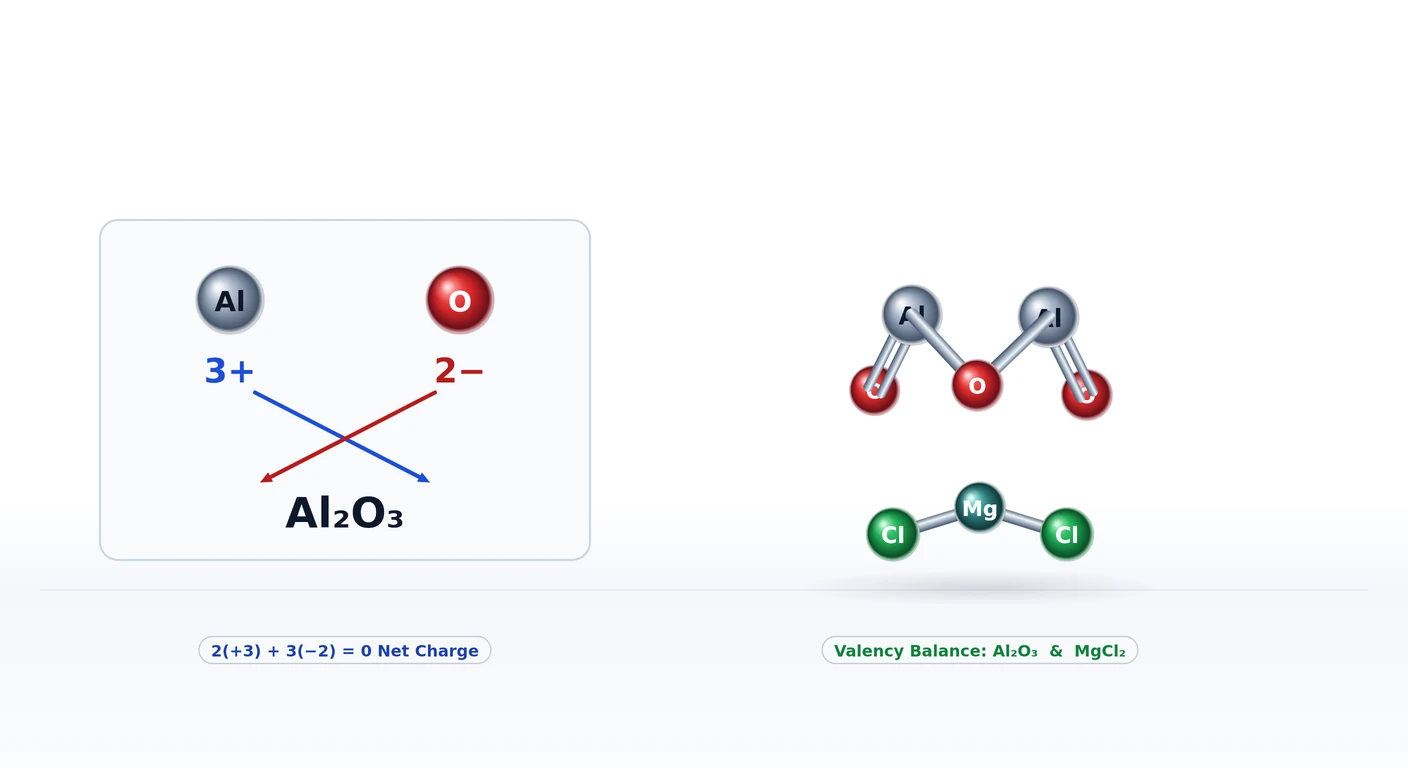 Al O
3+ 2−
Al₂O₃
2(+3) + 3(−2) = 0 Net Charge
Al Al
O
Mg
Cl Cl
Valency Balance: Al₂O₃ & MgCl₂